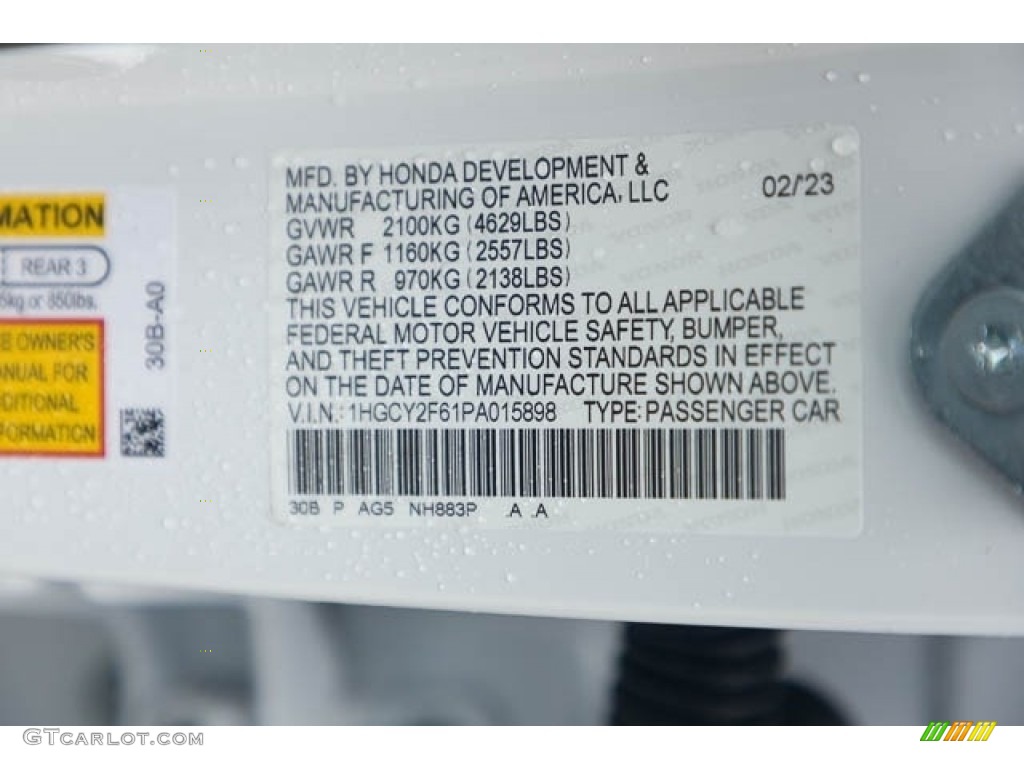 MATION
REAR 3
kg or 850lbs.
OWNER'S
FOR
30B-A0
MFD. BY HONDA DEVELOPMENT &
MANUFACTURING OF AMERICA, LLC
02/'23
GVWR 2100KG (4629LBS)
GAWR F 1160KG (2557LBS)
GAWR R 970KG (2138LBS)
THIS VEHICLE CONFORMS TO ALL APPLICABLE
FEDERAL MOTOR VEHICLE SAFETY, BUMPER,
AND THEFT PREVENTION STANDARDS IN EFFECT
ON THE DATE OF MANUFACTURE SHOWN ABOVE.
V.I.N.: 1HGCY2F61PA015898 TYPE: PASSENGER CAR
30B P AG5 NH883P .A .A
GTcarlot.com